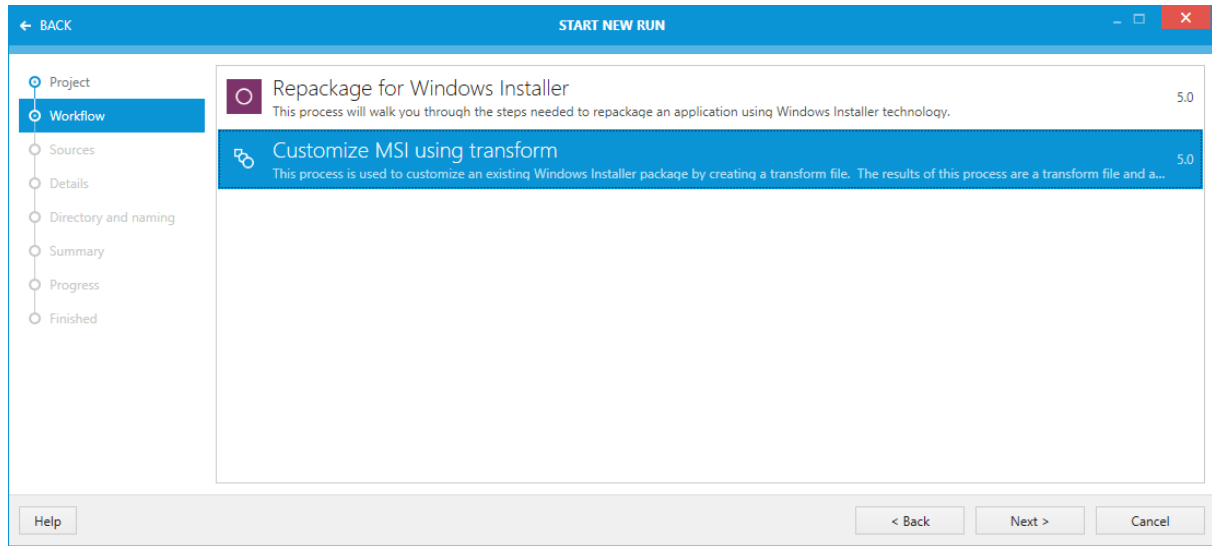 ← BACK
START NEW RUN
Project
Workflow
Sources
Details
Directory and naming
Summary
Progress
Finished
Repackage for Windows Installer
This process will walk you through the steps needed to repackage an application using Windows Installer technology.
5.0
Customize MSI using transform
This process is used to customize an existing Windows Installer package by creating a transform file. The results of this process are a transform file and a...
5.0
Help
< Back
Next >
Cancel